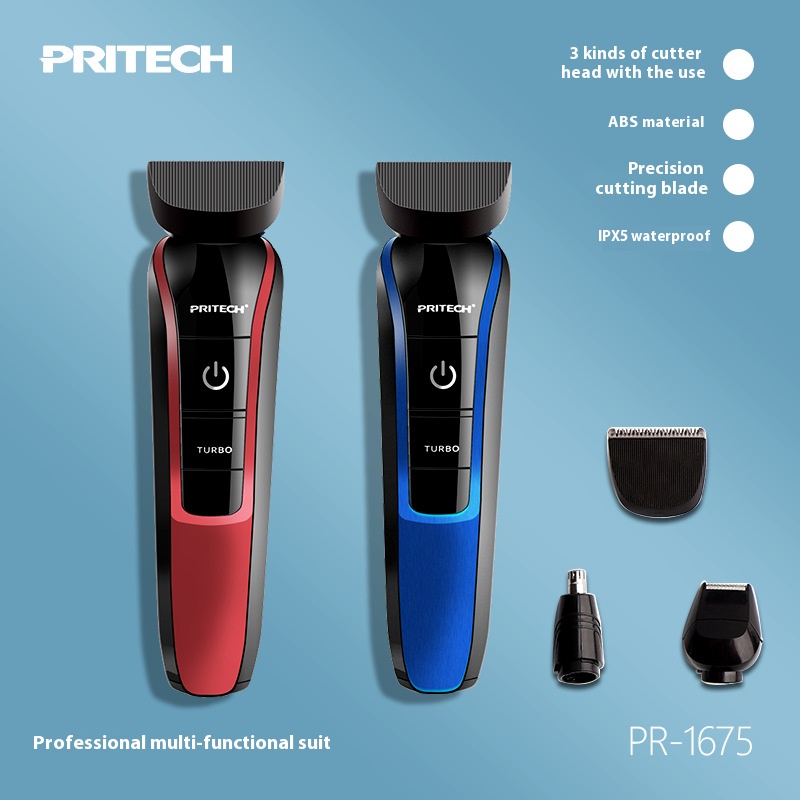 PRITECH
3 kinds of cutter
head with the use
ABS material
Precision
cutting blade
IPX5 waterproof
PRITECH®
TURBO
PRITECH®
TURBO
Professional multi-functional suit
PR-1675